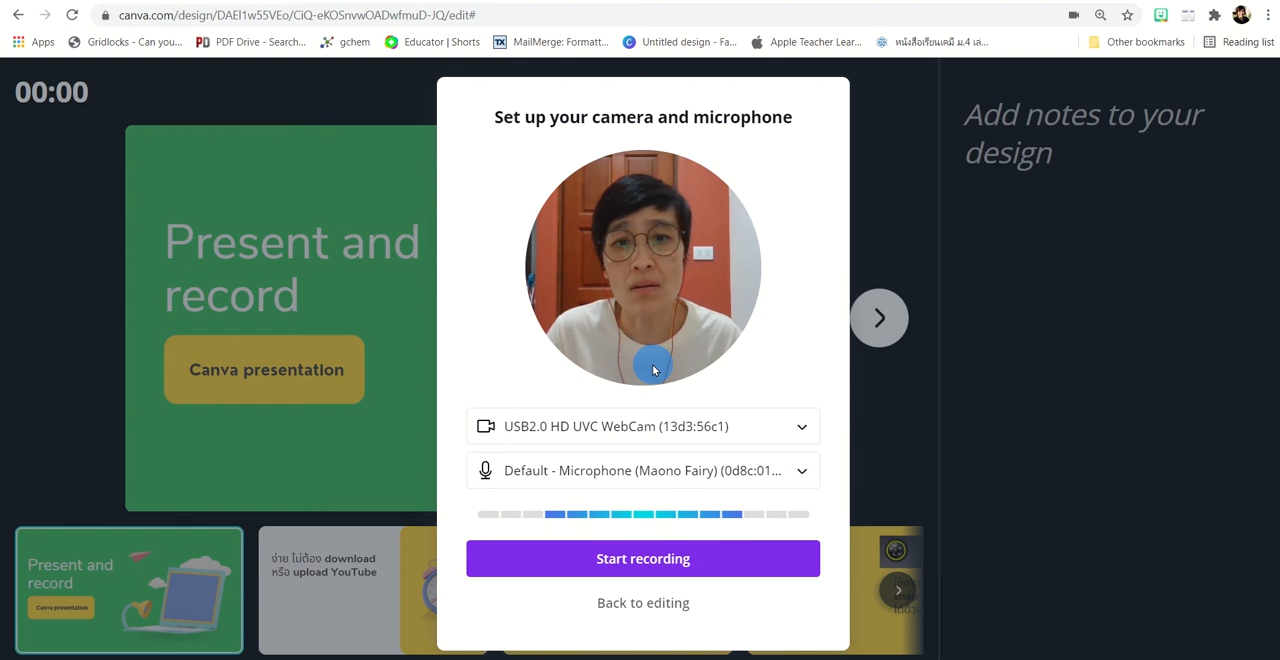 canva.com/design/DAEl1w55VEo/CiQ-eKOSnvwOADwfmuD-JQ/edit#
Apps
Gridlocks - Can you...
PDF Drive - Search...
gchem
Educator | Shorts
MailMerge: Formatt...
Untitled design - Fa...
Apple Teacher Lear...
หนังสือเรียนเคมี ม.4 เล่...
Other bookmarks
Reading list
00:00
Present and
record
Canva presentation
Set up your camera and microphone
USB2.0 HD UVC WebCam (13d3:56c1)
Default - Microphone (Maono Fairy) (0d8c:01...
Start recording
Back to editing
Add notes to your
design
Present and
record
Canva presentation
ง่าย ไม่ต้อง download
หรือ upload YouTube